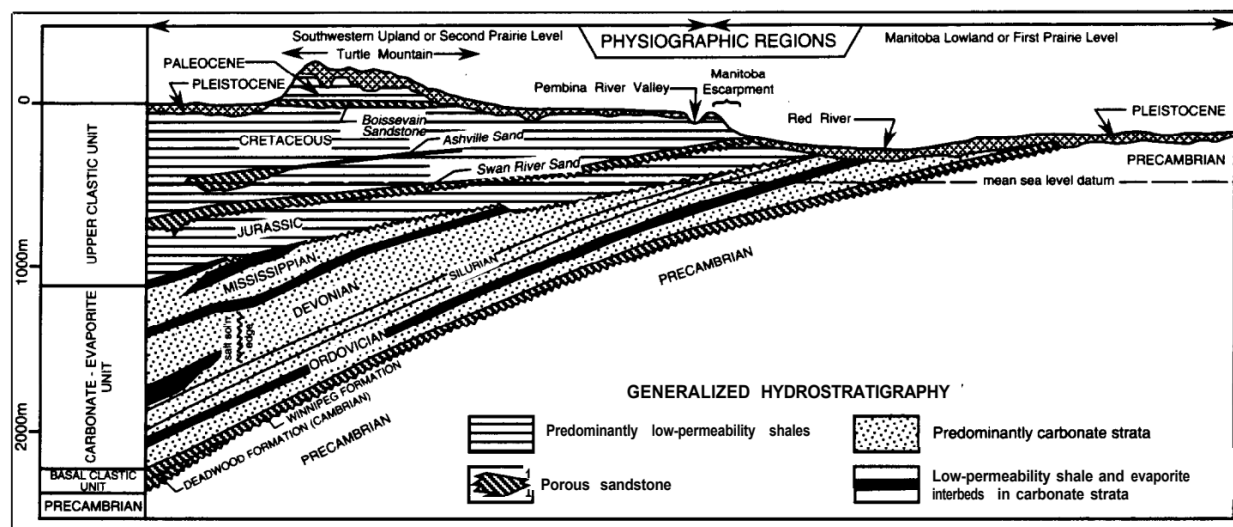 Southwestern Upland or Second Prairie Level
PHYSIOGRAPHIC REGIONS
Manitoba Lowland or First Prairie Level
Turtle Mountain
PALEOCENE
PLEISTOCENE
Pembina River Valley
Manitoba
Escarpment
Red River
PLEISTOCENE
0
Boissevain
Sandstone
CRETACEOUS
Ashville Sand
PRECAMBRIAN
Swan River Sand
mean sea level datum
UPPER CLASTIC UNIT
JURASSIC
1000m
MISSISSIPPIAN
SILURIAN
PRECAMBRIAN
DEVONIAN
salt sol'n
edge
ORDOVICIAN
CARBONATE - EVAPORITE
UNIT
WINNIPEG FORMATION
DEADWOOD FORMATION (CAMBRIAN)
PRECAMBRIAN
2000m
BASAL CLASTIC
UNIT
PRECAMBRIAN
GENERALIZED HYDROSTRATIGRAPHY
Predominantly low-permeability shales
Predominantly carbonate strata
Porous sandstone
Low-permeability shale and evaporite
interbeds in carbonate strata